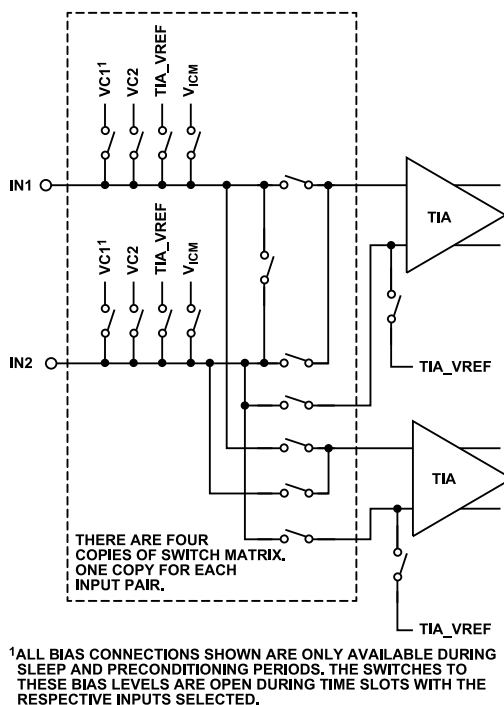 VC1¹
VC2
TIA_VREF
VICM
IN1
TIA
VC1¹
VC2
TIA_VREF
VICM
IN2
TIA_VREF
TIA
THERE ARE FOUR
COPIES OF SWITCH MATRIX.
ONE COPY FOR EACH
INPUT PAIR.
TIA_VREF
¹ALL BIAS CONNECTIONS SHOWN ARE ONLY AVAILABLE DURING
SLEEP AND PRECONDITIONING PERIODS. THE SWITCHES TO
THESE BIAS LEVELS ARE OPEN DURING TIME SLOTS WITH THE
RESPECTIVE INPUTS SELECTED.